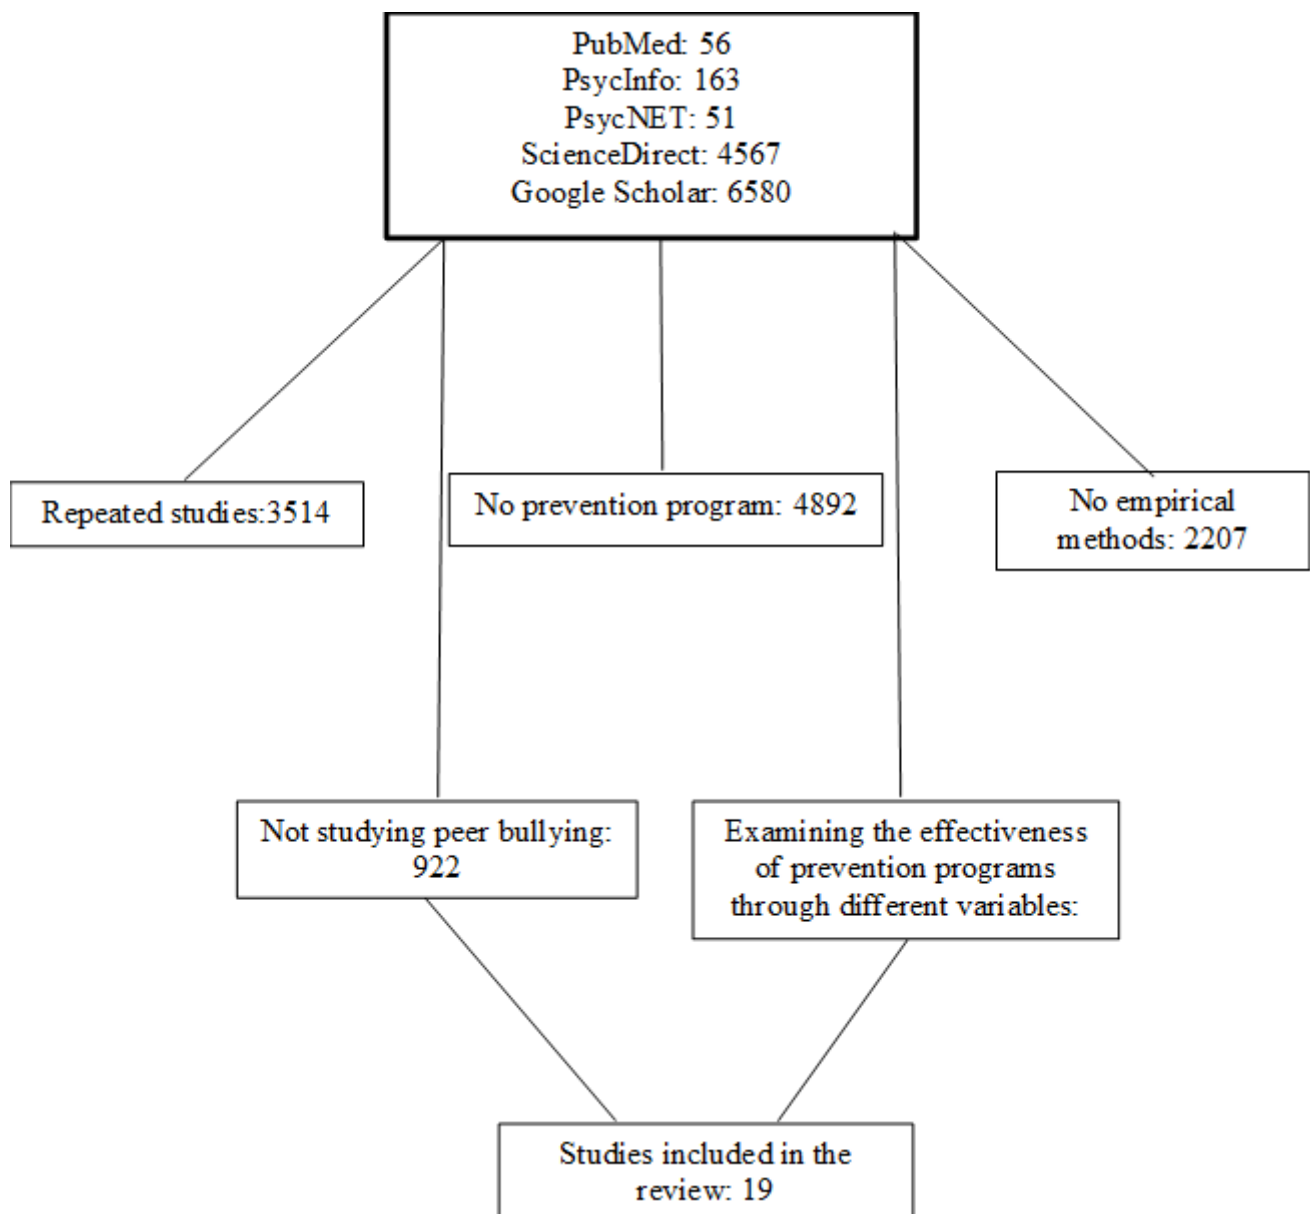 PubMed: 56
PsycInfo: 163
PsycNET: 51
ScienceDirect: 4567
Google Scholar: 6580
Repeated studies:3514
No prevention program: 4892
No empirical
methods: 2207
Not studying peer bullying:
922
Examining the effectiveness
of prevention programs
through different variables:
Studies included in the
review: 19